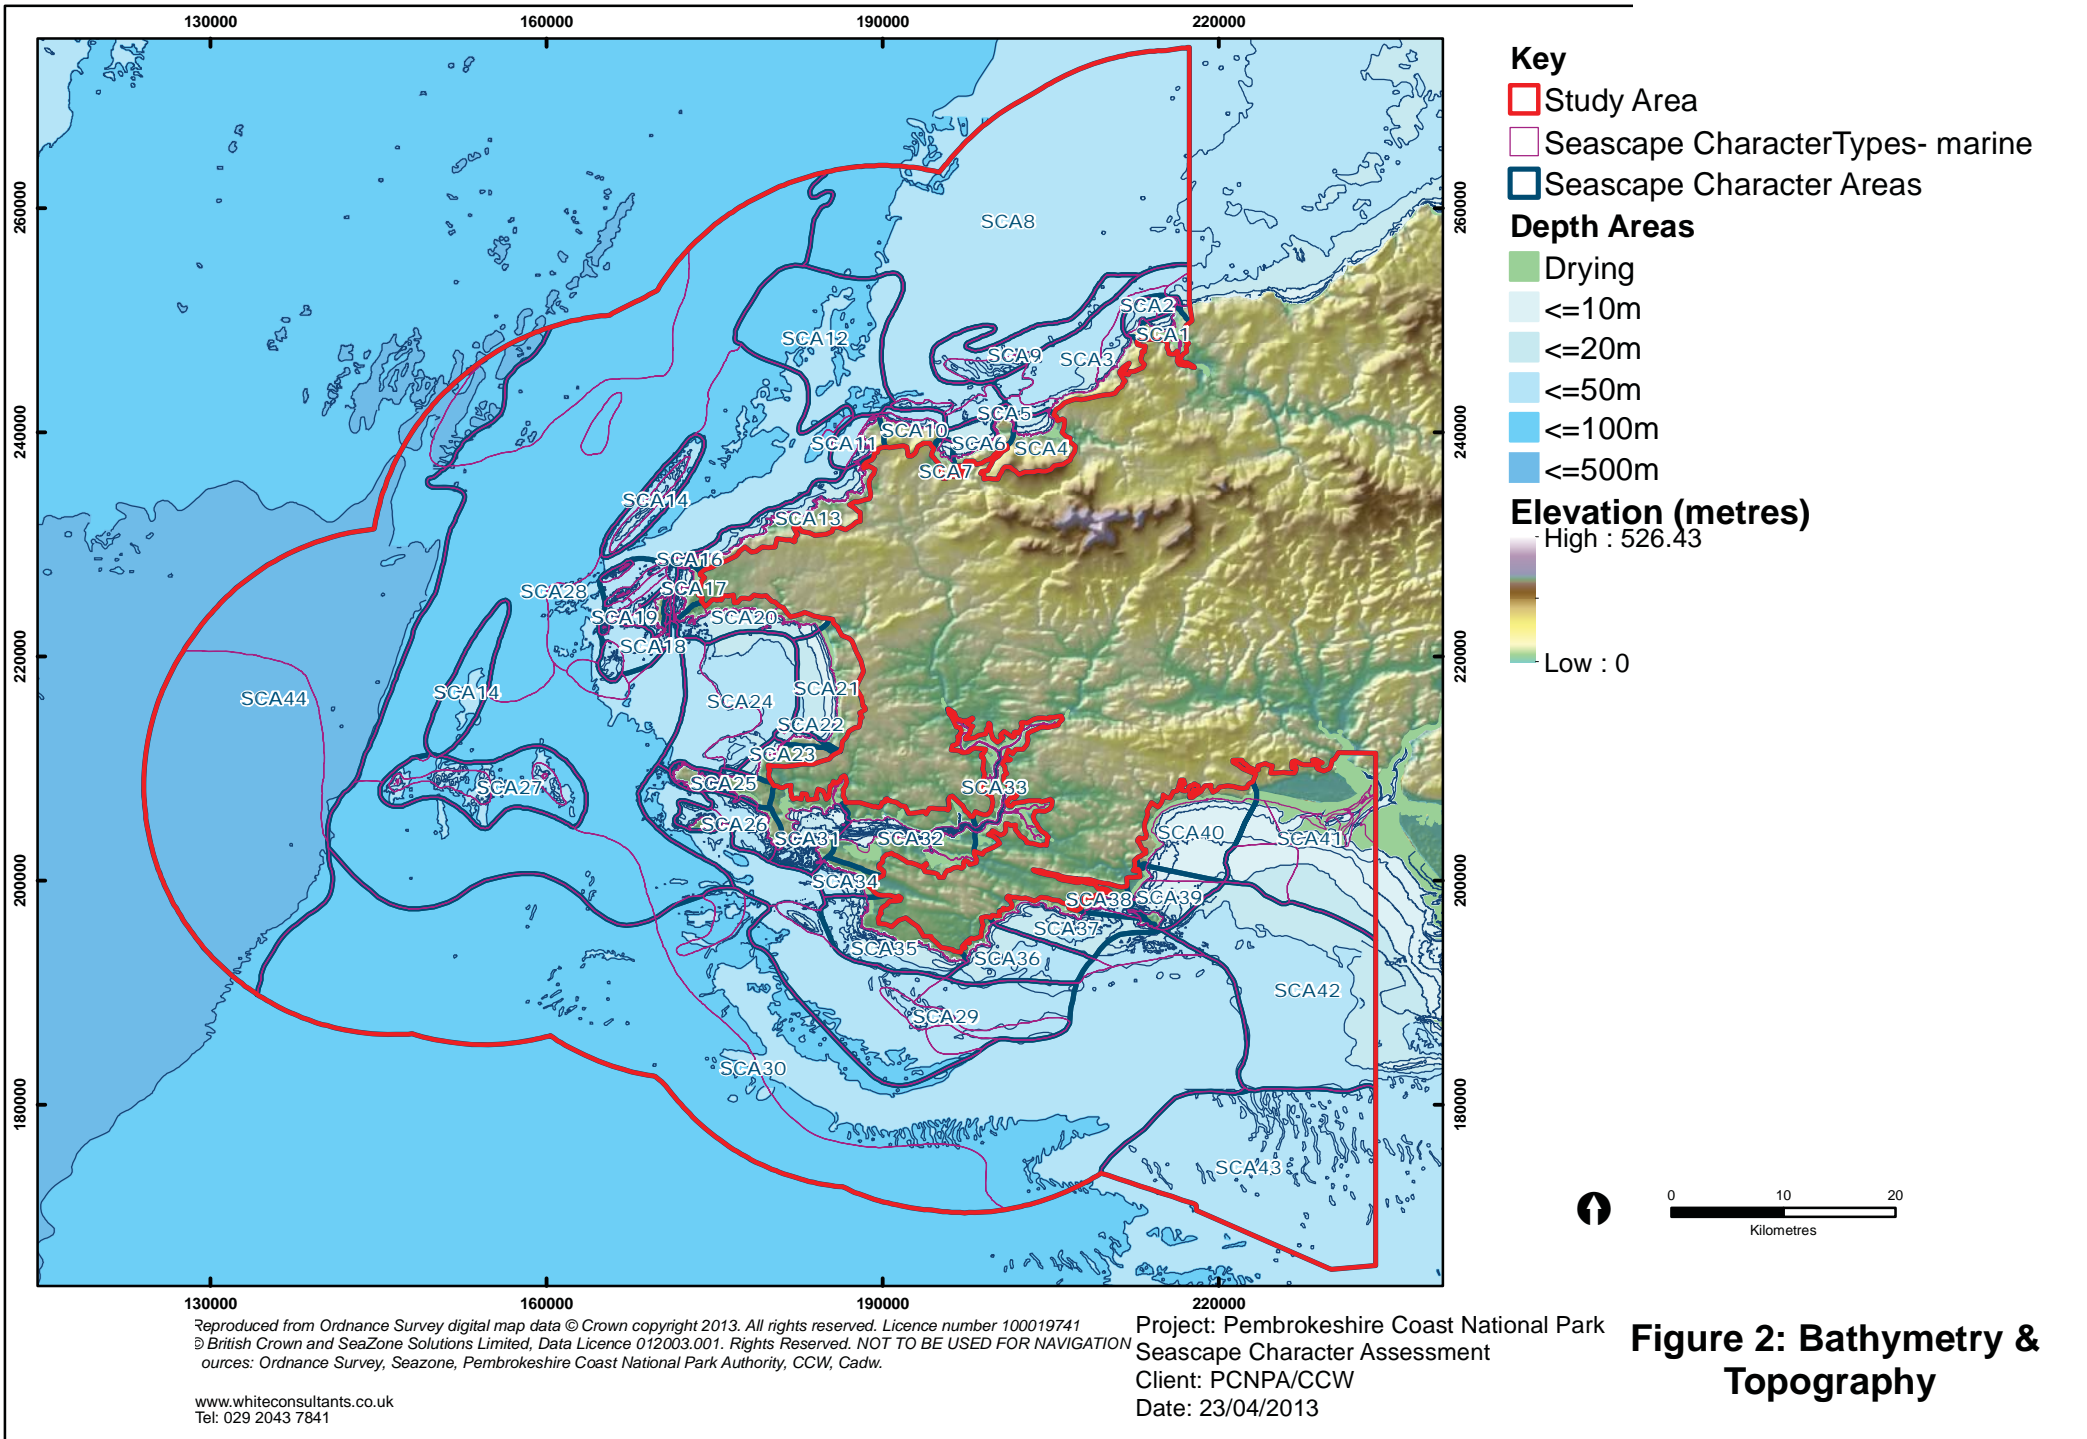 130000
160000
190000
220000
260000
240000
220000
200000
180000
260000
240000
220000
200000
180000
SCA8
SCA2
SCA1
SCA12
SCA9
SCA3
SCA5
SCA10
SCA11
SCA6
SCA4
SCA7
SCA14
SCA13
SCA16
SCA17
SCA28
SCA19
SCA20
SCA18
SCA44
SCA14
SCA24
SCA21
SCA22
SCA23
SCA25
SCA27
SCA33
SCA26
SCA31
SCA32
SCA40
SCA41
SCA34
SCA38
SCA39
SCA37
SCA35
SCA36
SCA42
SCA29
SCA30
SCA43
130000
160000
190000
220000
Key
Study Area
Seascape CharacterTypes- marine
Seascape Character Areas
Depth Areas
Drying
<=10m
<=20m
<=50m
<=100m
<=500m
Elevation (metres)
High : 526.43
Low : 0
0 10 20
Kilometres
Reproduced from Ordnance Survey digital map data © Crown copyright 2013. All rights reserved. Licence number 100019741
© British Crown and SeaZone Solutions Limited, Data Licence 012003.001. Rights Reserved. NOT TO BE USED FOR NAVIGATION
ources: Ordnance Survey, Seazone, Pembrokeshire Coast National Park Authority, CCW, Cadw.
www.whiteconsultants.co.uk
Tel: 029 2043 7841
Project: Pembrokeshire Coast National Park
Seascape Character Assessment
Client: PCNPA/CCW
Date: 23/04/2013
Figure 2: Bathymetry &
Topography